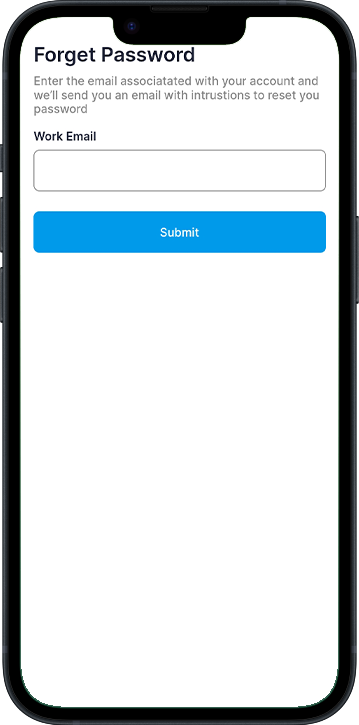 Forget Password
Enter the email associatated with your account and
we'll send you an email with intrustions to reset you
password
Work Email
Submit